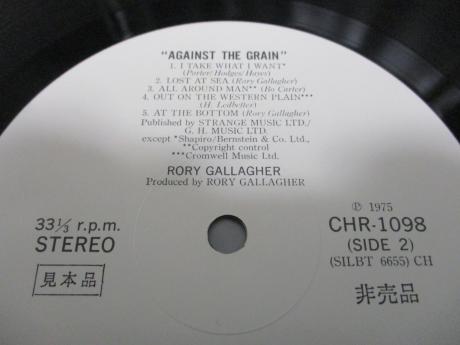 "AGAINST THE GRAIN"
1. I TAKE WHAT I WANT*
(Porter/Hodges/Hayes)
2. LOST AT SEA (Rory Gallagher)
3. ALL AROUND MAN** (Bo Carter)
4. OUT ON THE WESTERN PLAIN***
(H. Ledbetter)
5. AT THE BOTTOM (Rory Gallagher)
Published by STRANGE MUSIC LTD./
G. H. MUSIC LTD.
except *Shapiro/Bernstein & Co. Ltd.,
**Copyright control
***Cromwell Music Ltd.
RORY GALLAGHER
Produced by RORY GALLAGHER
33⅓ r.p.m.
STEREO
見本品
Ⓟ 1975
CHR-1098
(SIDE 2)
(SILBT 6655) CH
非売品